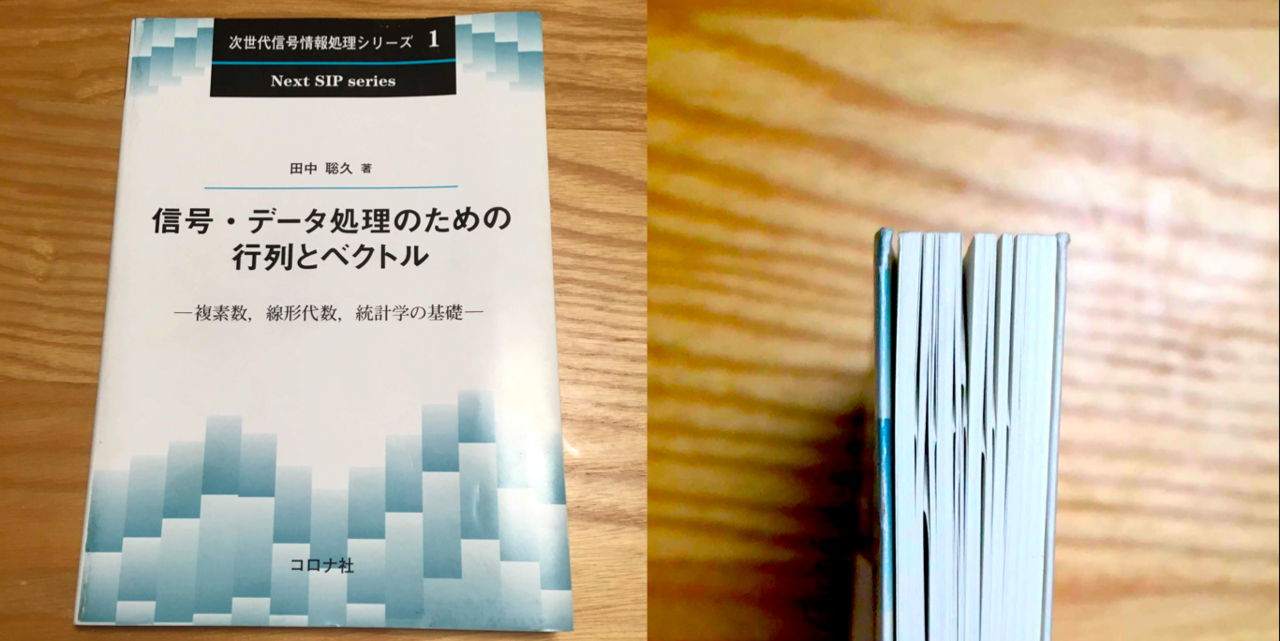 次世代信号情報処理シリーズ 1
Next SIP series
田中 聡久 著
信号・データ処理のための
行列とベクトル
―複素数，線形代数，統計学の基礎―
コロナ社